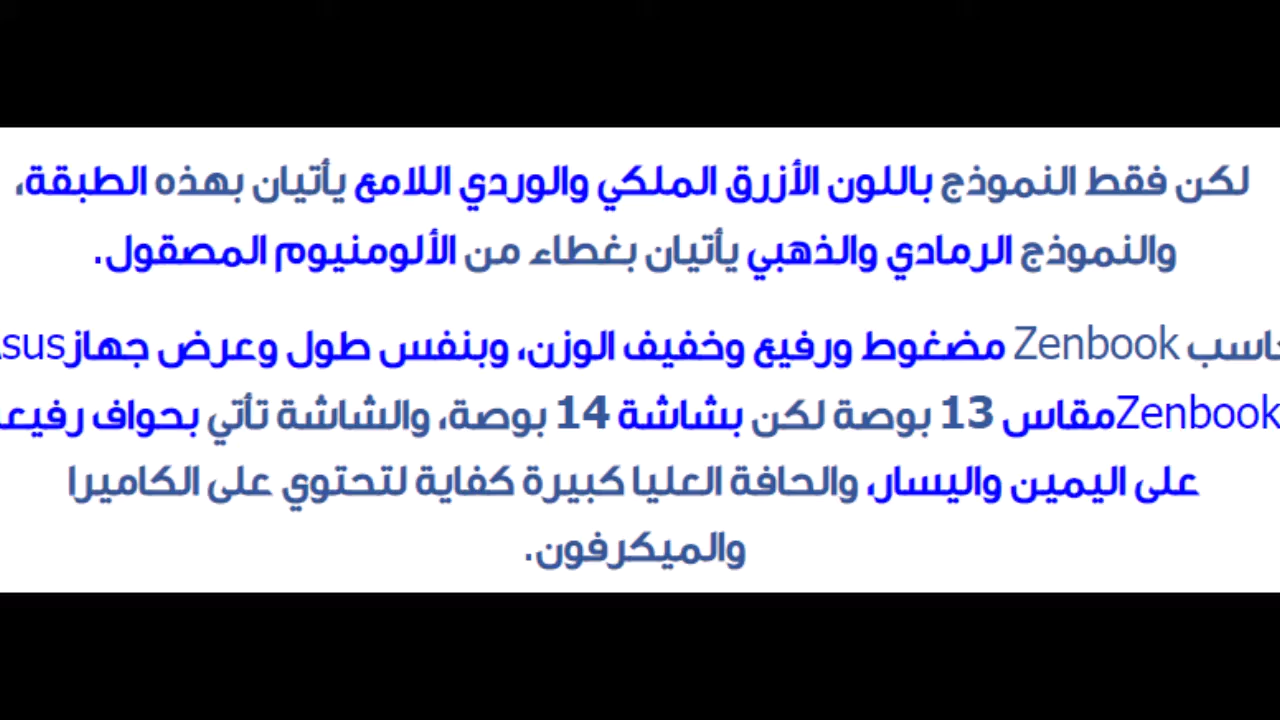 لكن فقط النموذج باللون الأزرق الملكي والوردي اللامع يأتيان بهذه الطبقة،
والنموذج الرمادي والذهبي يأتيان بغطاء من الألومنيوم المصقول.
Zenbook مضغوط ورفيع وخفيف الوزن، وبنفس طول وعرض جهاز
Zenbook مقاس 13 بوصة لكن بشاشة 14 بوصة، والشاشة تأتي بحواف
على اليمين واليسار، والحافة العليا كبيرة كفاية لتحتوي على الكاميرا
والميكرفون.